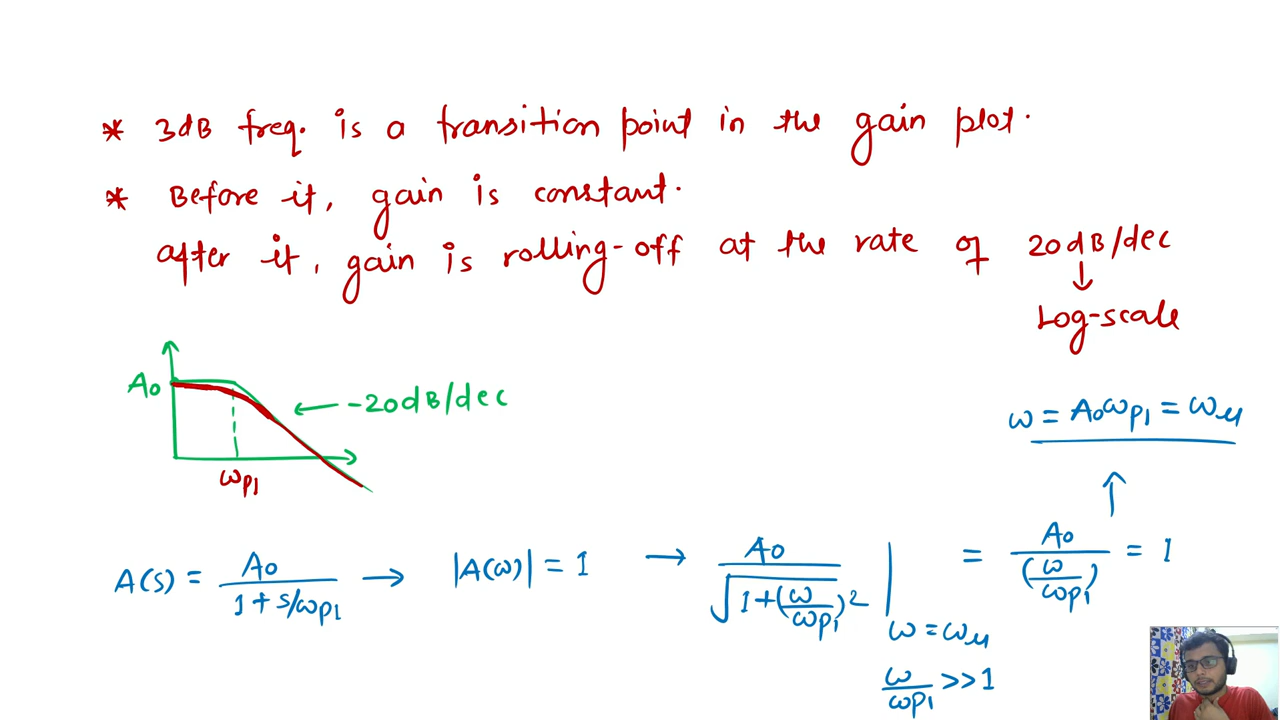 * 3dB freq. is a transition point in the gain plot.
* Before it, gain is constant.
after it, gain is rolling-off at the rate of 20dB/dec
↓
Log-scale
A₀
-20dB/dec
ωp1
ω = A₀ωp1 = ωμ
↑
A(s) = A₀ / (1 + s/ωp1) → |A(ω)| = 1 → A₀ / √(1+(ω/ωp1)²) | = A₀ / (ω/ωp1) = 1
ω = ωμ
ω/ωp1 >> 1